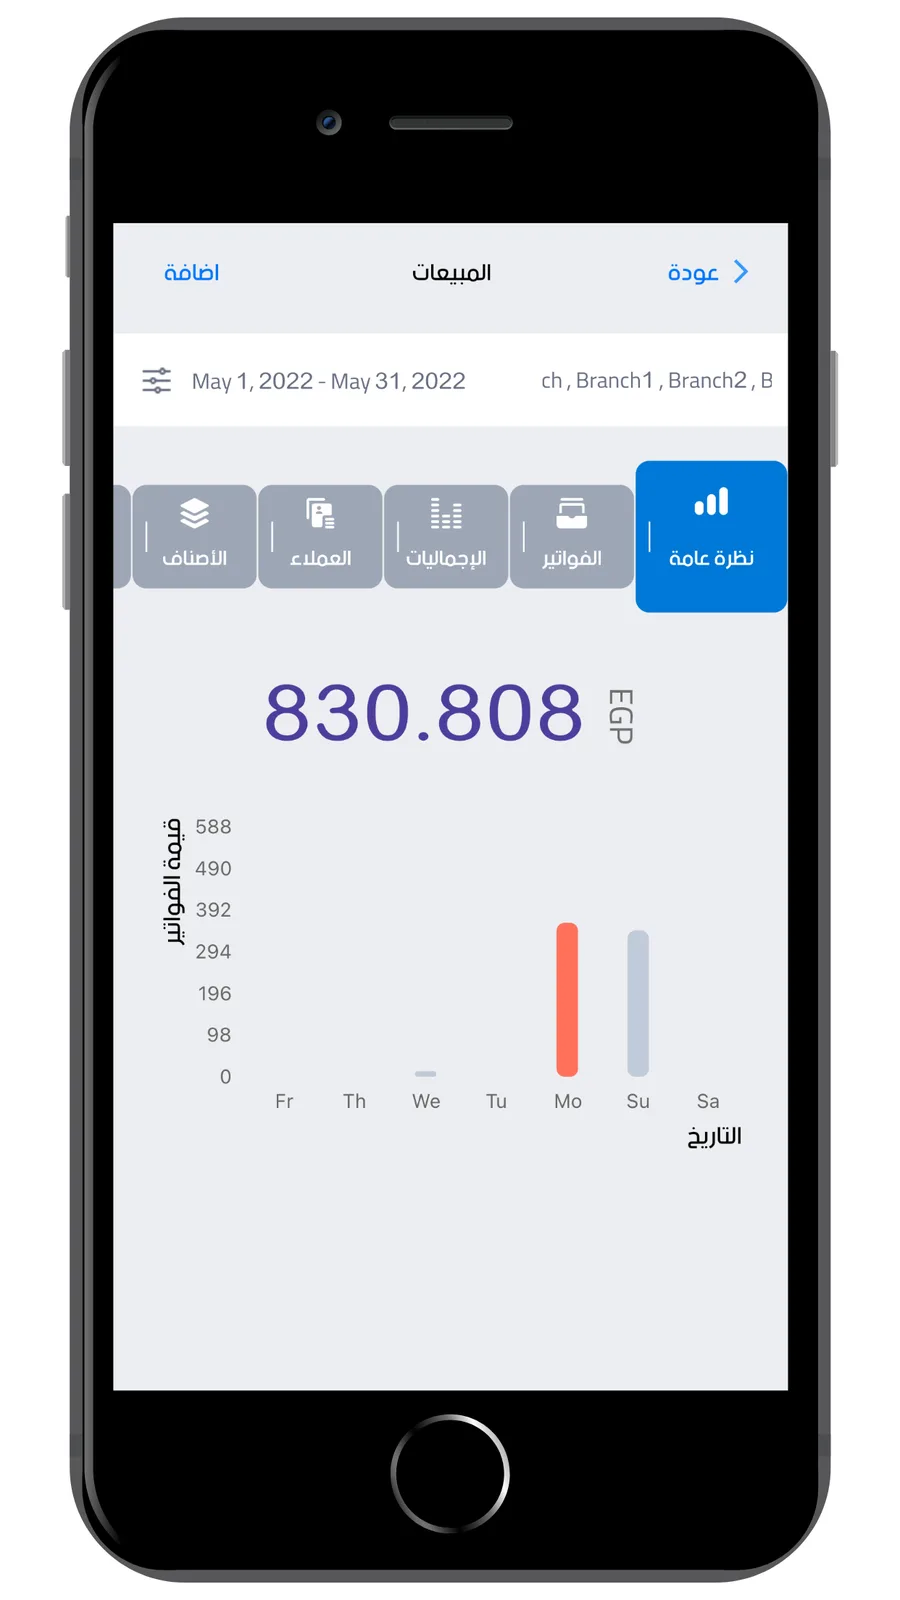 عودة
المبيعات
اضافة
ch , Branch1 , Branch2 , B
May 1, 2022 - May 31, 2022
نظرة عامة
الفواتير
الإجماليات
العملاء
الأصناف
830.808 EGP
قيمة الفواتير
588
490
392
294
196
98
0
Fr Th We Tu Mo Su Sa
التاريخ